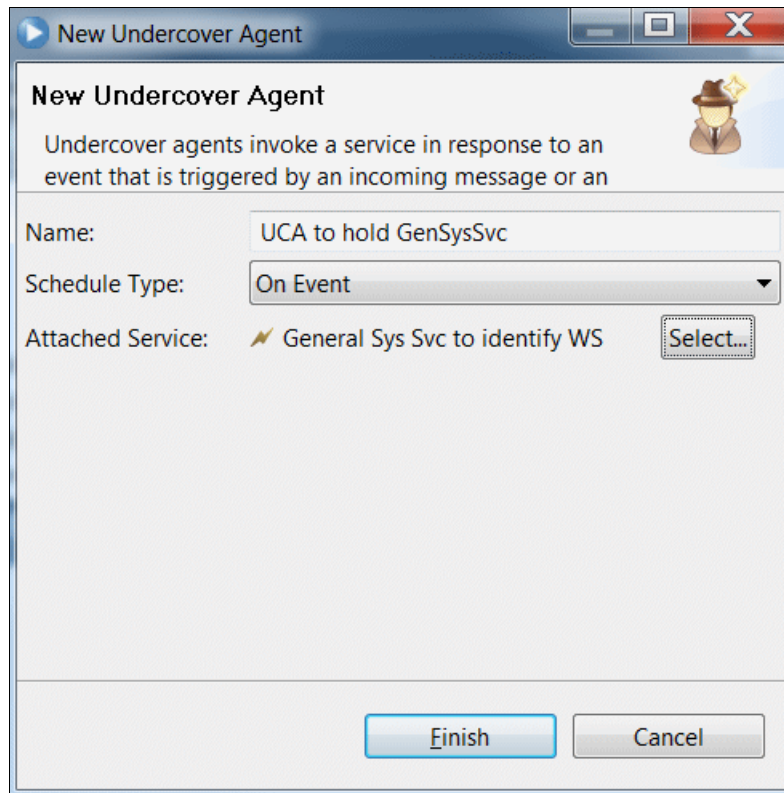 New Undercover Agent
New Undercover Agent
Undercover agents invoke a service in response to an
event that is triggered by an incoming message or an
Name: UCA to hold GenSysSvc
Schedule Type: On Event
Attached Service: General Sys Svc to identify WS Select...
Finish Cancel